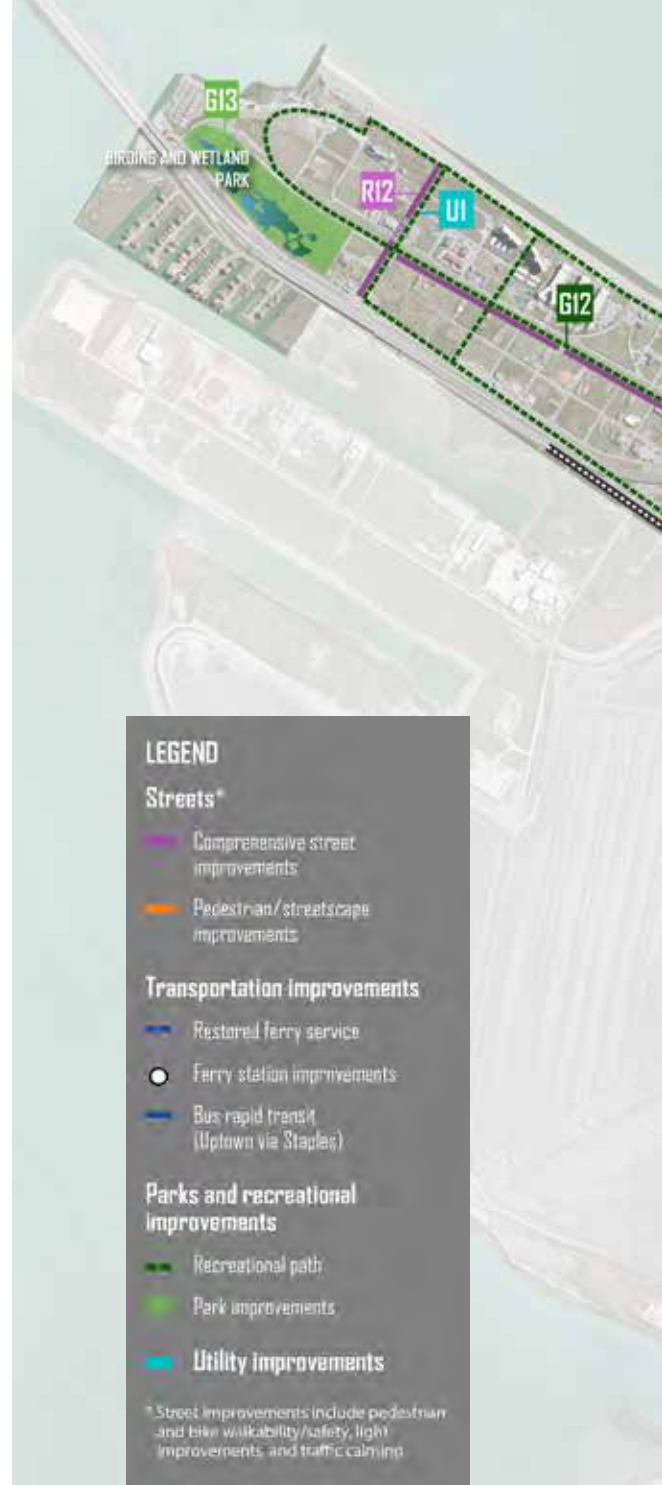 G13
BIRDING AND WETLAND
PARK
R12
U1
G12
LEGEND
Streets*
Comprehensive street
improvements
Pedestrian/streetscape
improvements
Transportation improvements
Restored ferry service
Ferry station improvements
Bus rapid transit
(Uptown via Staples)
Parks and recreational
improvements
Recreational path
Park improvements
Utility improvements
* Street improvements include pedestrian
and bike walkability/safety, light
improvements, and traffic calming